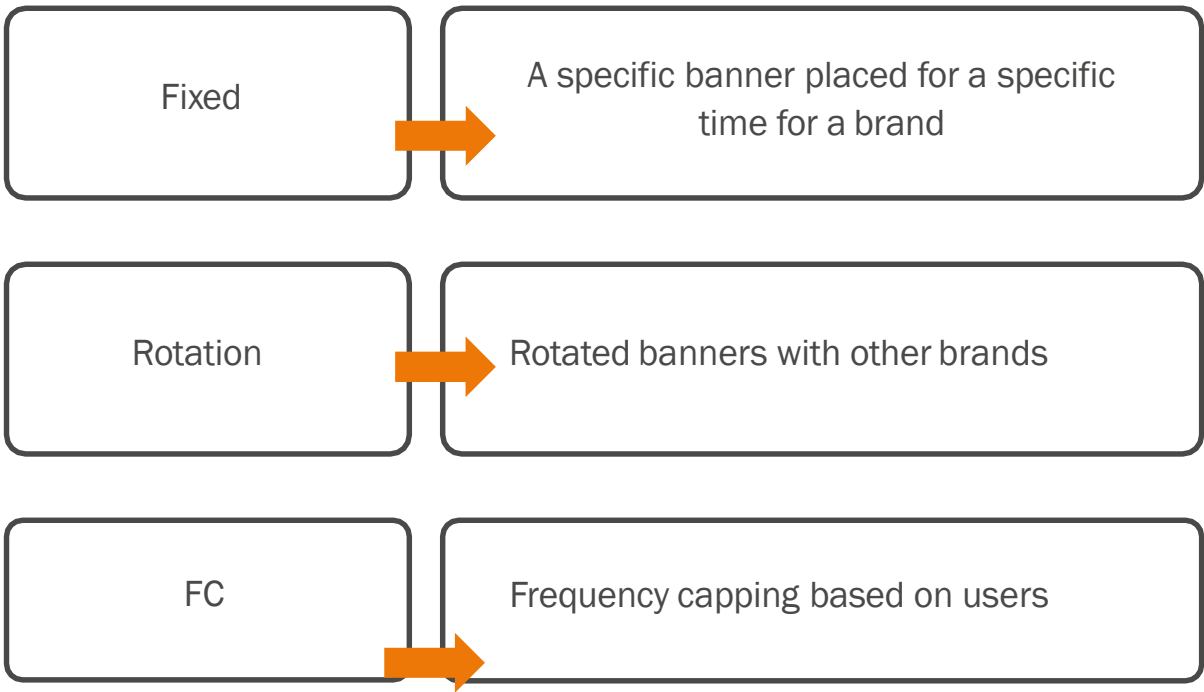 Fixed
A specific banner placed for a specific
time for a brand
Rotation
Rotated banners with other brands
FC
Frequency capping based on users